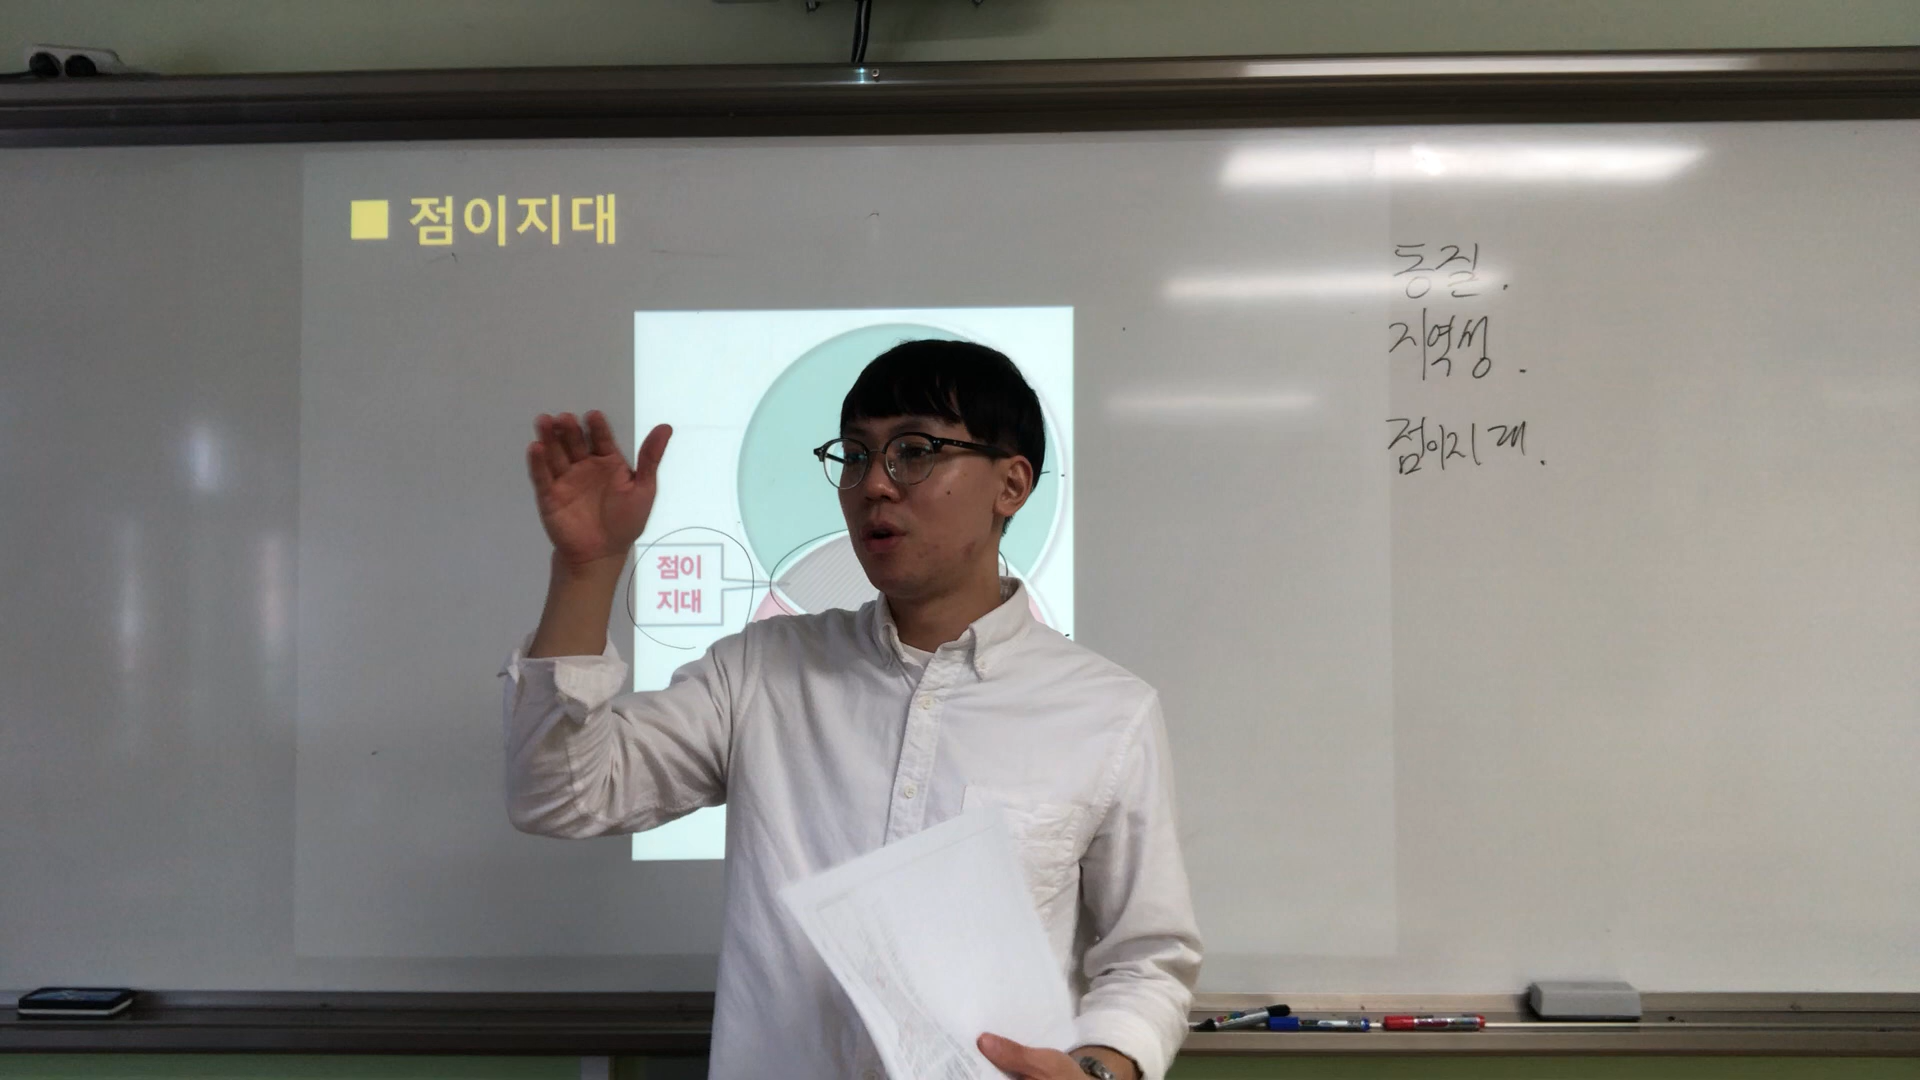 ■ 점이지대
점이
지대
동질.
지역성.
점이지대.